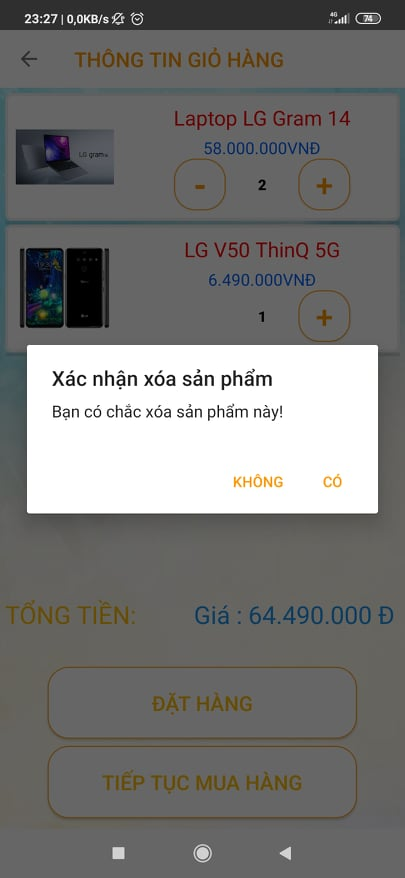 23:27 | 0,0KB/s
4G
74
THÔNG TIN GIỎ HÀNG
Laptop LG Gram 14
58.000.000VNĐ
LG gram
- 2 +
LG V50 ThinQ 5G
6.490.000VNĐ
1 +
Xác nhận xóa sản phẩm
Bạn có chắc xóa sản phẩm này!
KHÔNG CÓ
TỔNG TIỀN: Giá : 64.490.000 Đ
ĐẶT HÀNG
TIẾP TỤC MUA HÀNG